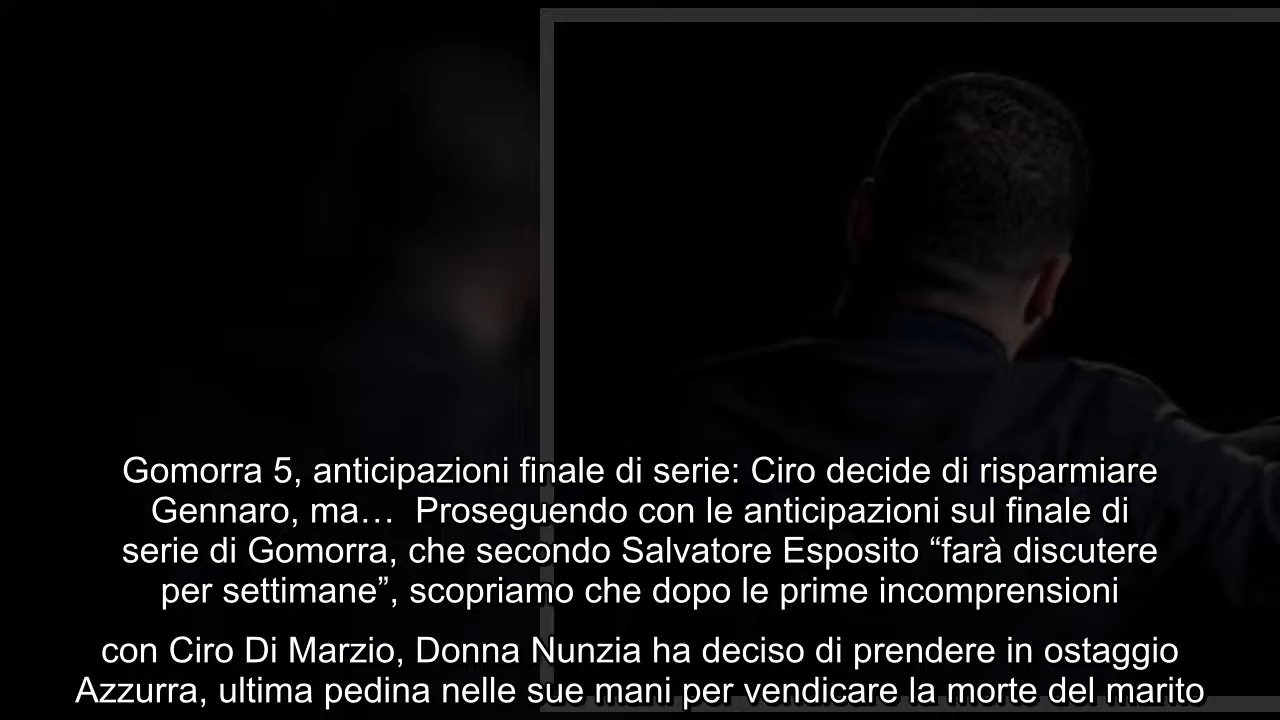 Gomorra 5, anticipazioni finale di serie: Ciro decide di risparmiare
Gennaro, ma…  Proseguendo con le anticipazioni sul finale di
serie di Gomorra, che secondo Salvatore Esposito “farà discutere
per settimane”, scopriamo che dopo le prime incomprensioni
con Ciro Di Marzio, Donna Nunzia ha deciso di prendere in ostaggio
Azzurra, ultima pedina nelle sue mani per vendicare la morte del marito